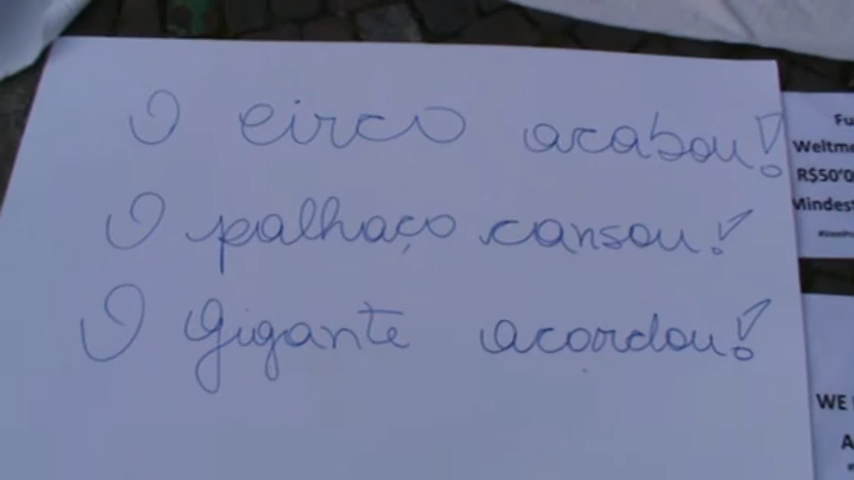 O circo acabou!
O palhaço cansou!
O gigante acordou!
Fu
Weltme
R$50'0
Mindest
WE
A